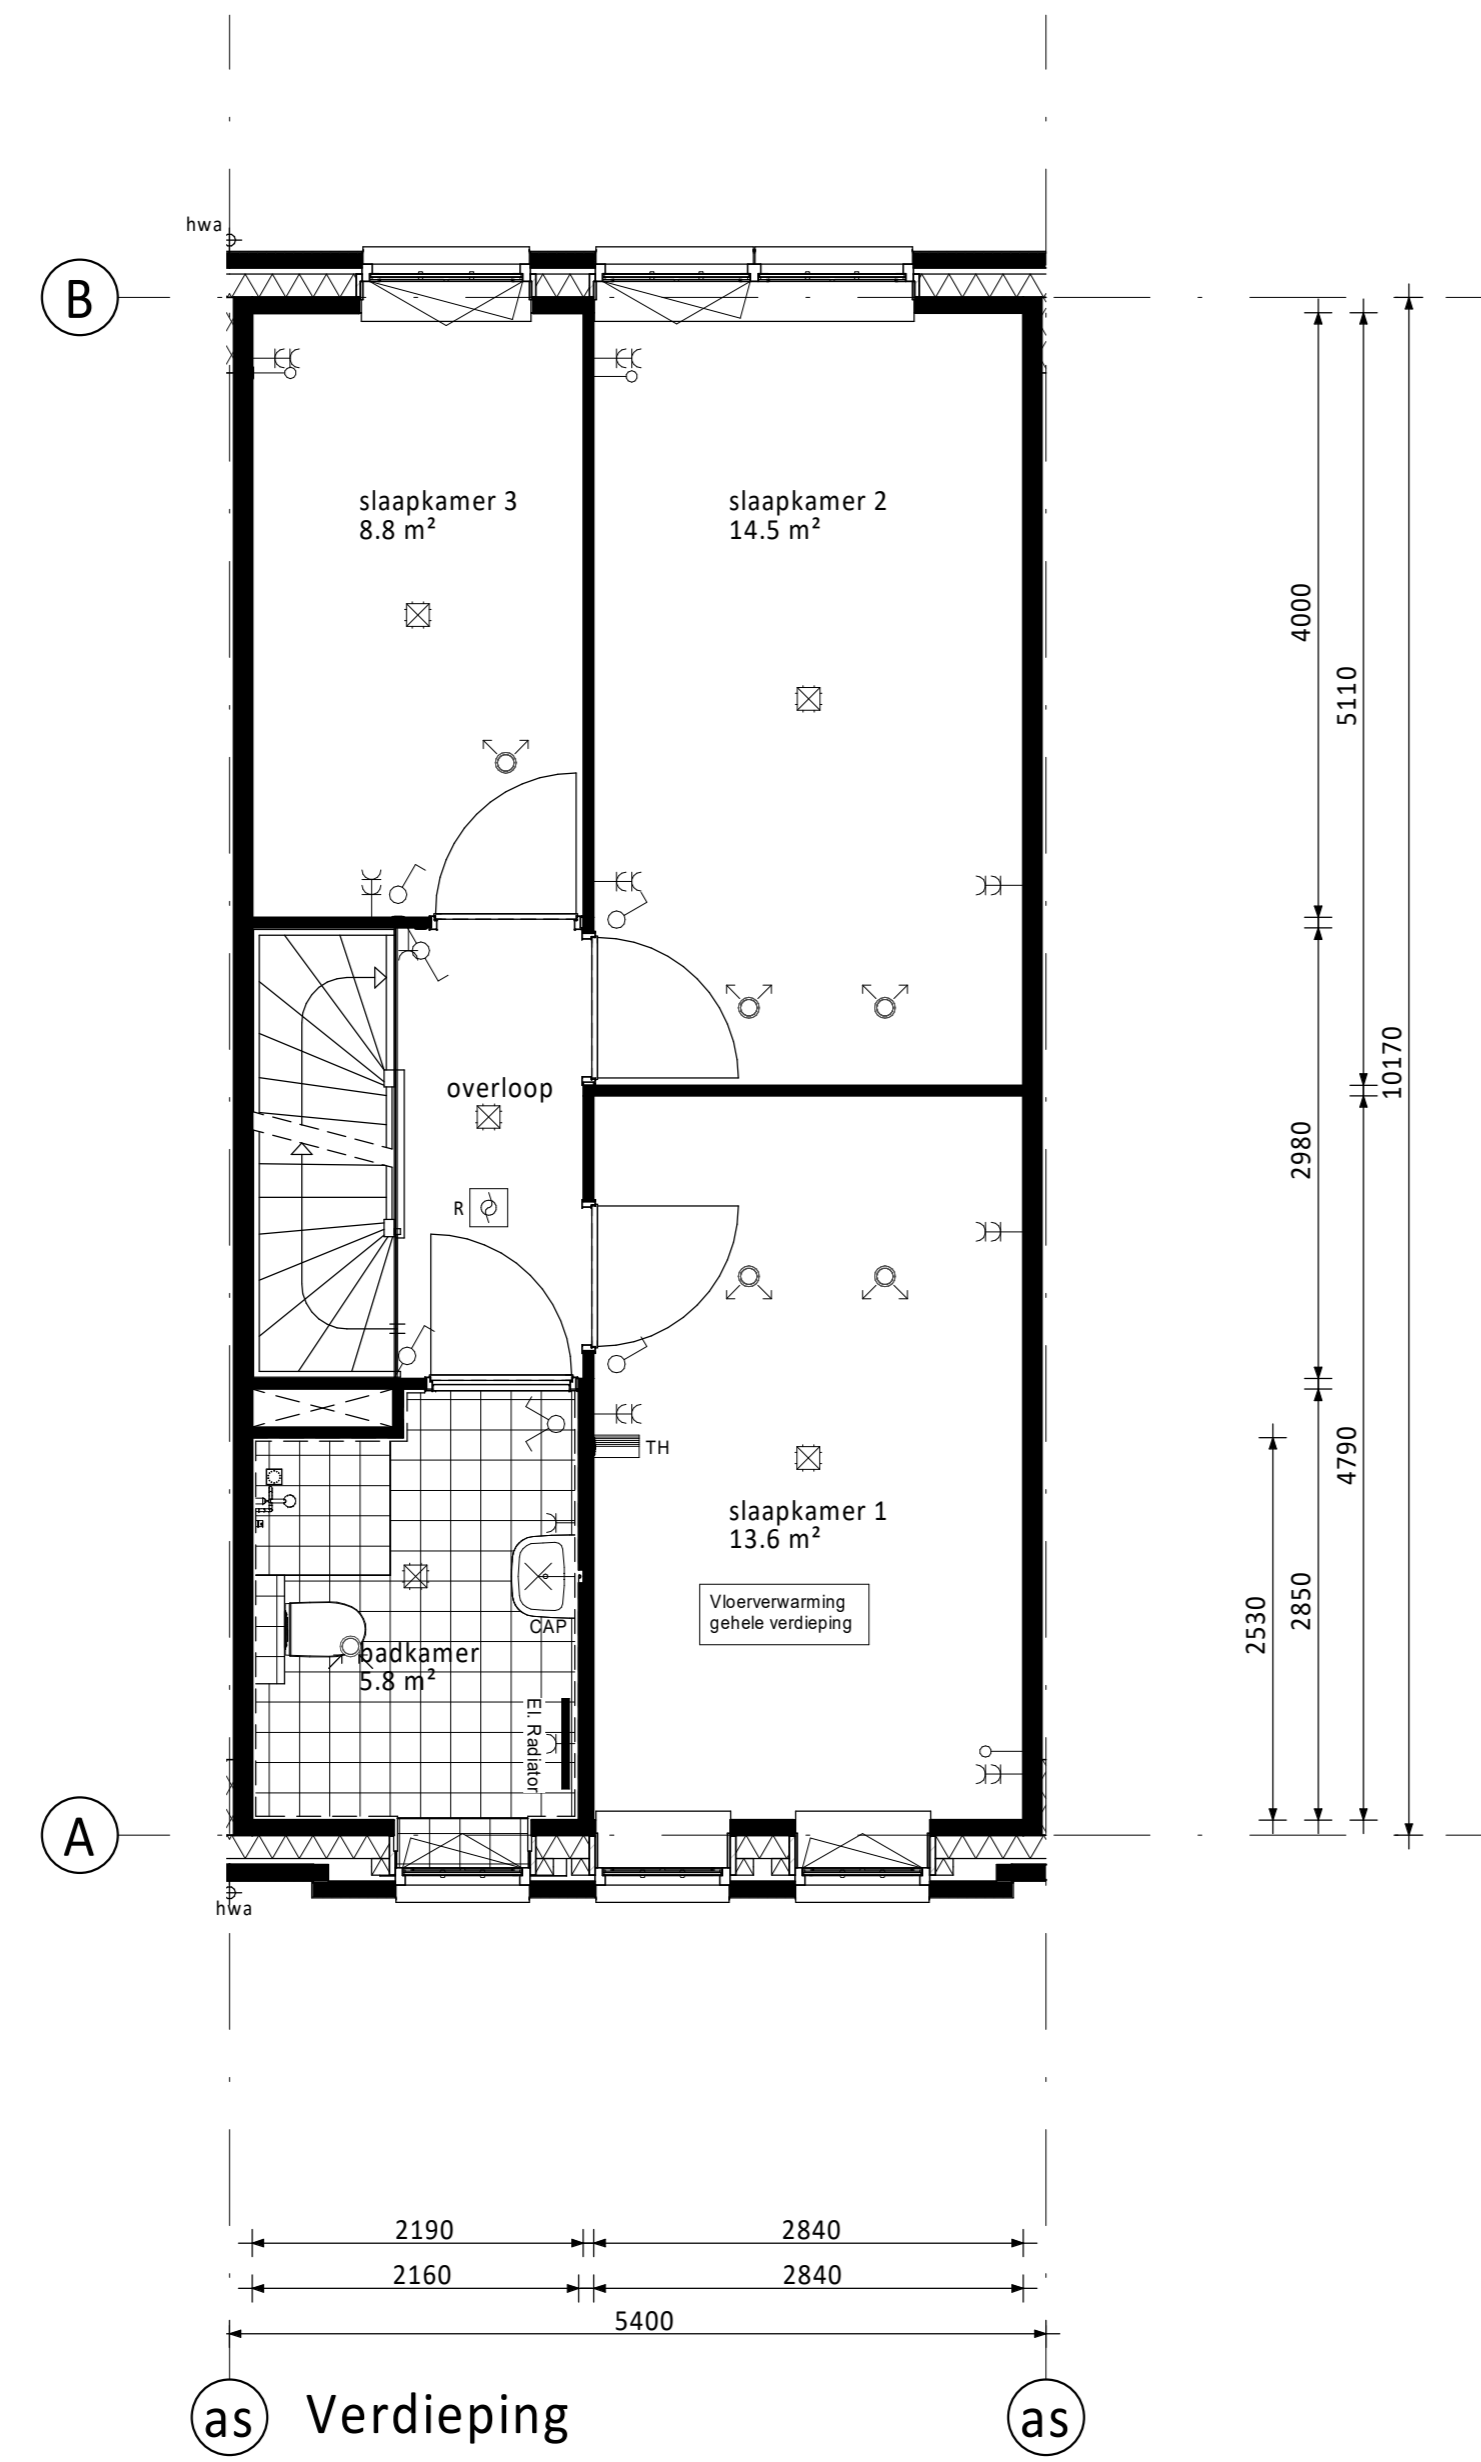 hwa
B
slaapkamer 3
8.8 m²
slaapkamer 2
14.5 m²
4000
5110
overloop
10170
2980
R
TH
slaapkamer 1
13.6 m²
4790
2850
2530
Vloerverwarming
gehele verdieping
CAP
badkamer
5.8 m²
El. Radiator
A
hwa
2190
2840
2160
2840
5400
as
Verdieping
as